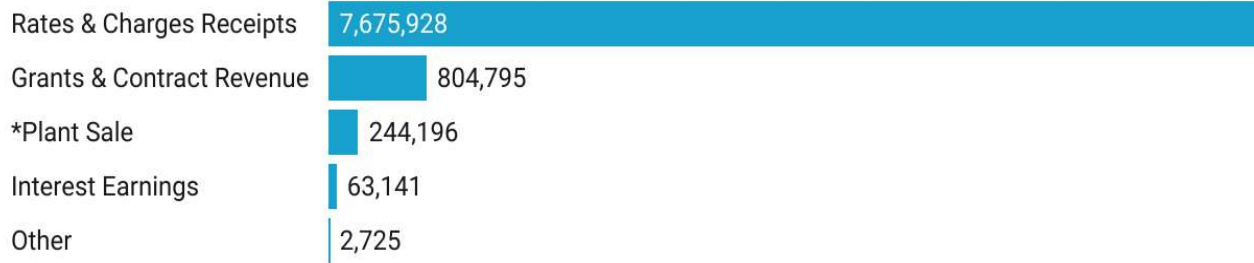 Rates & Charges Receipts 7,675,928
Grants & Contract Revenue 804,795
*Plant Sale 244,196
Interest Earnings 63,141
Other 2,725